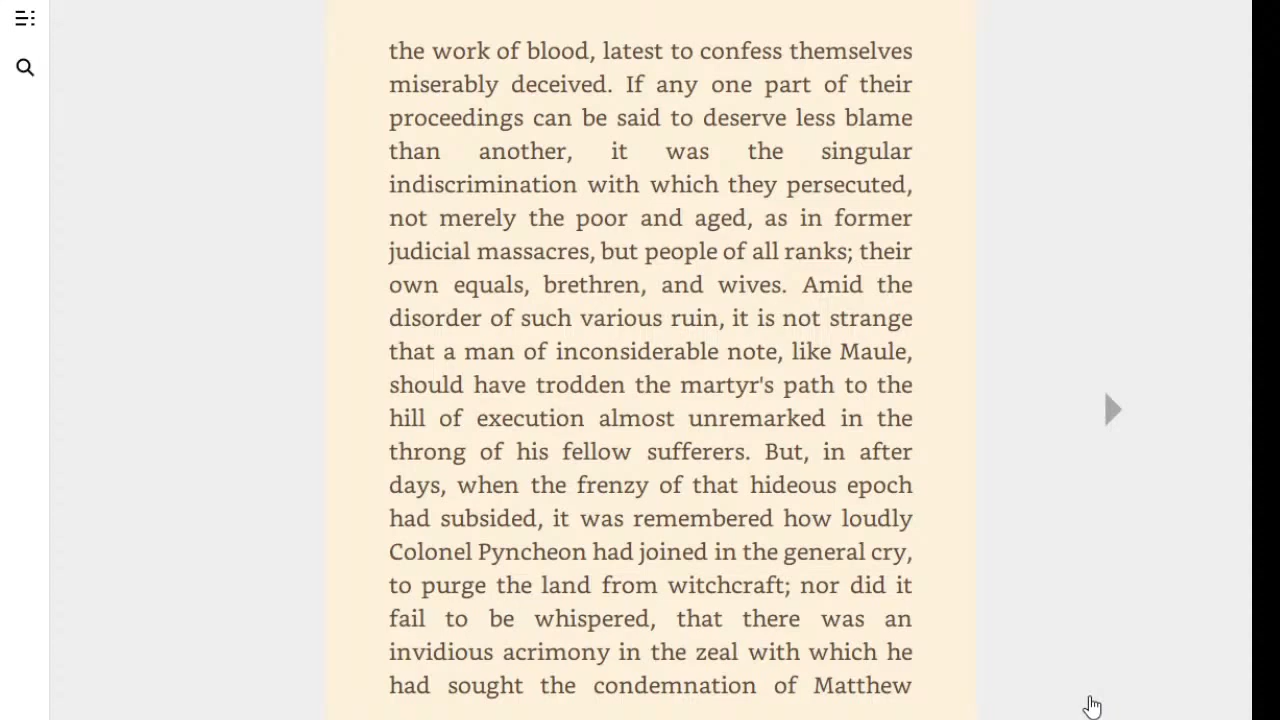 the work of blood, latest to confess themselves
miserably deceived. If any one part of their
proceedings can be said to deserve less blame
than another, it was the singular
indiscrimination with which they persecuted,
not merely the poor and aged, as in former
judicial massacres, but people of all ranks; their
own equals, brethren, and wives. Amid the
disorder of such various ruin, it is not strange
that a man of inconsiderable note, like Maule,
should have trodden the martyr's path to the
hill of execution almost unremarked in the
throng of his fellow sufferers. But, in after
days, when the frenzy of that hideous epoch
had subsided, it was remembered how loudly
Colonel Pyncheon had joined in the general cry,
to purge the land from witchcraft; nor did it
fail to be whispered, that there was an
invidious acrimony in the zeal with which he
had sought the condemnation of Matthew